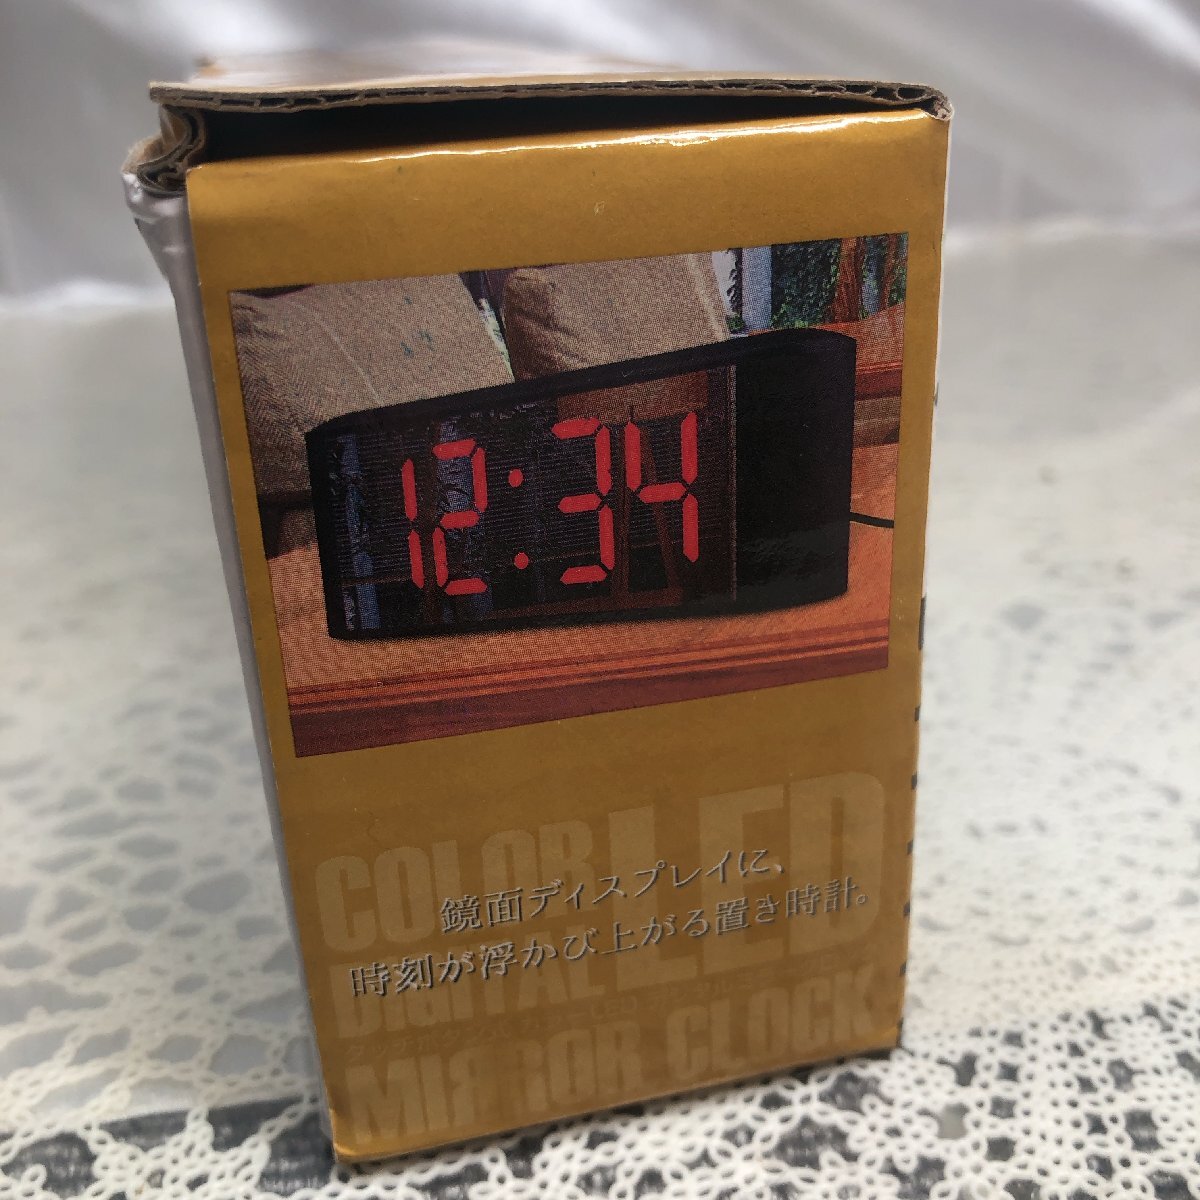 12:34
COLOR LED
鏡面ディスプレイに、
時刻が浮かび上がる置き時計。
DIGITAL
MIRROR CLOCK